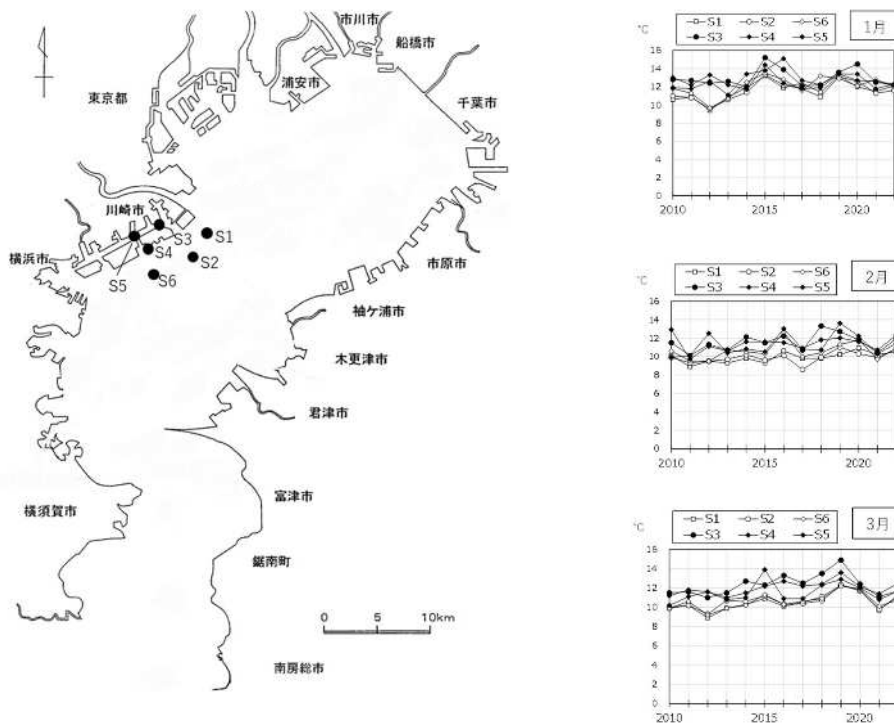 市川市
船橋市
浦安市
東京都
千葉市
川崎市
S1
S3
S4
S2
横浜市
S5
S6
市原市
袖ケ浦市
木更津市
君津市
横須賀市
富津市
鋸南町
0 5 10km
南房総市
℃
S1 S2 S6
S3 S4 S5
1月
16
14
12
10
8
6
4
2
0
2010 2015 2020
℃
S1 S2 S6
S3 S4 S5
2月
16
14
12
10
8
6
4
2
0
2010 2015 2020
℃
S1 S2 S6
S3 S4 S5
3月
16
14
12
10
8
6
4
2
0
2010 2015 2020